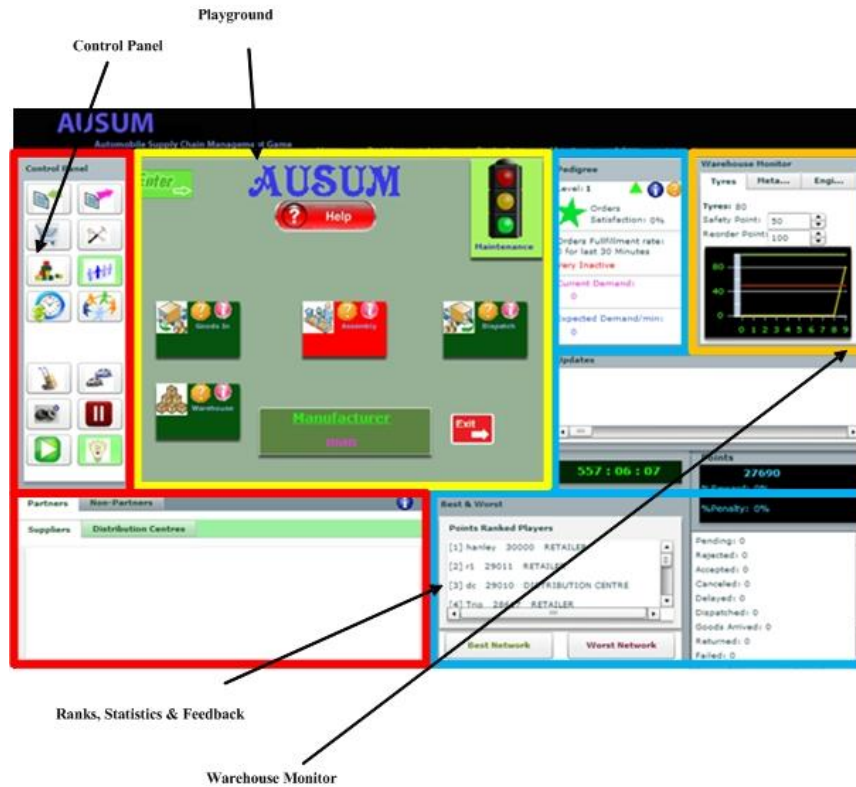 Playground
Control Panel
AUSUM
Automobile Supply Chain Management Game
Control Panel
Enter
AUSUM
Help
Maintenance
Goods In
Assembly
Dispatch
Warehouse
Manufacturer
Exit
Pedigree
Level: 1
Orders
Satisfaction: 0%
Orders Fullfillment rate:
for last 30 Minutes
Very Inactive
Current Demand:
0
Expected Demand/min:
0
Warehouse Monitor
Tyres Meta... Engi...
Tyres: 80
Safety Point: 50
Reorder Point: 100
80
40
0
0 1 2 3 4 5 6 7 8 9
Updates
557 : 06 : 07
Points
27690
%Penalty: 0%
Partners Non-Partners
Suppliers Distribution Centres
Best & Worst
Points Ranked Players
[1] hanley 30000 RETAILER
[2] r1 29011 RETAILER
[3] dc 29010 DISTRIBUTION CENTRE
RETAILER
Best Network Worst Network
Pending: 0
Rejected: 0
Accepted: 0
Canceled: 0
Delayed: 0
Dispatched: 0
Goods Arrived: 0
Returned: 0
Failed: 0
Ranks, Statistics & Feedback
Warehouse Monitor